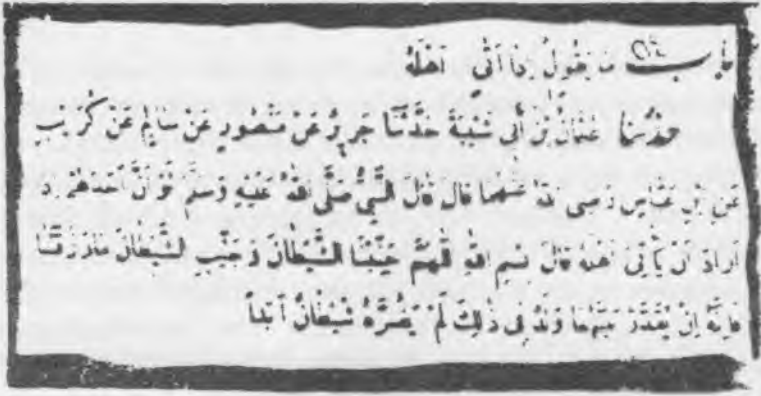 باب ما يقول إذا أتى أهله
حدثنا عثمان بن أبي شيبة حدثنا جرير عن منصور عن سالم عن كريب
عن ابن عباس رضي الله عنهما قال قال النبي صلى الله عليه وسلم لو أن أحدهم إذا
أراد أن يأتي أهله قال بسم الله اللهم جنبنا الشيطان وجنب الشيطان ما رزقتنا
فإنه إن يقدر بينهما ولد في ذلك لم يضره شيطان أبدا